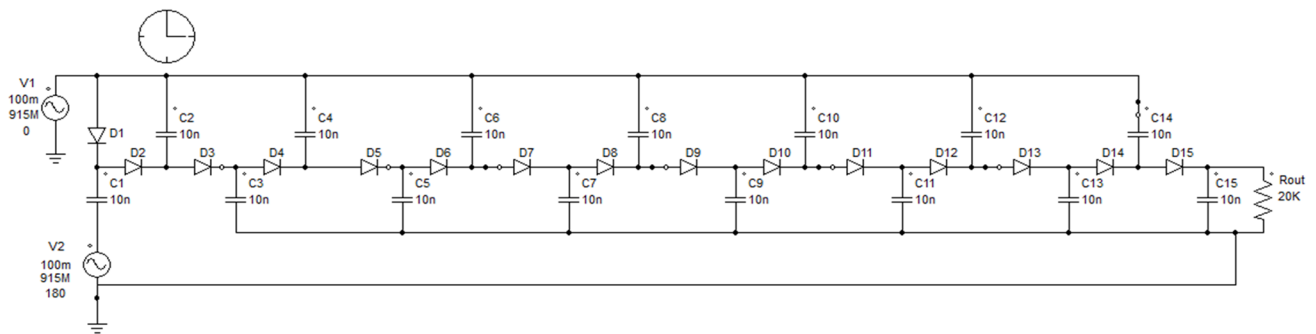 V1
100m
915M
0
D1
C2
10n
C4
10n
C6
10n
C8
10n
C10
10n
C12
10n
C14
10n
D2
D3
D4
D5
D6
D7
D8
D9
D10
D11
D12
D13
D14
D15
C1
10n
C3
10n
C5
10n
C7
10n
C9
10n
C11
10n
C13
10n
C15
10n
Rout
20K
V2
100m
915M
180